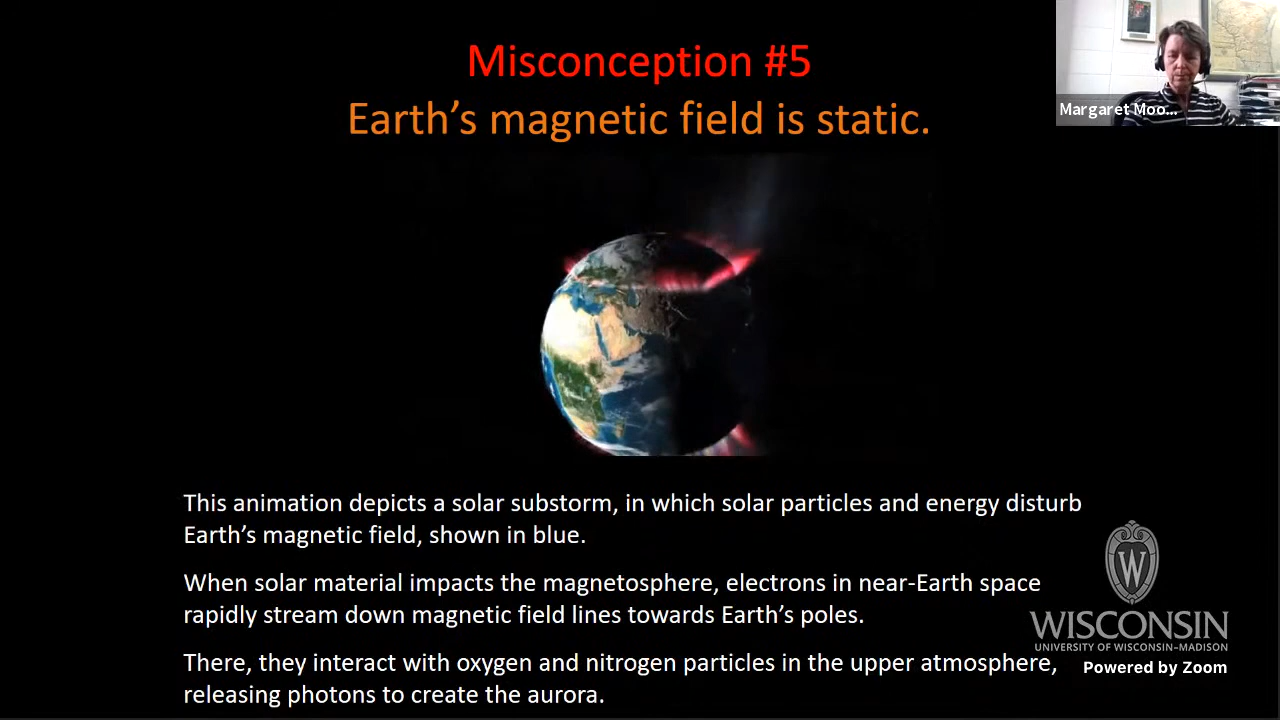 Misconception #5
Earth's magnetic field is static.
Margaret Moo...
This animation depicts a solar substorm, in which solar particles and energy disturb
Earth's magnetic field, shown in blue.
When solar material impacts the magnetosphere, electrons in near-Earth space
rapidly stream down magnetic field lines towards Earth's poles.
There, they interact with oxygen and nitrogen particles in the upper atmosphere,
releasing photons to create the aurora.
W
WISCONSIN
UNIVERSITY OF WISCONSIN–MADISON
Powered by Zoom